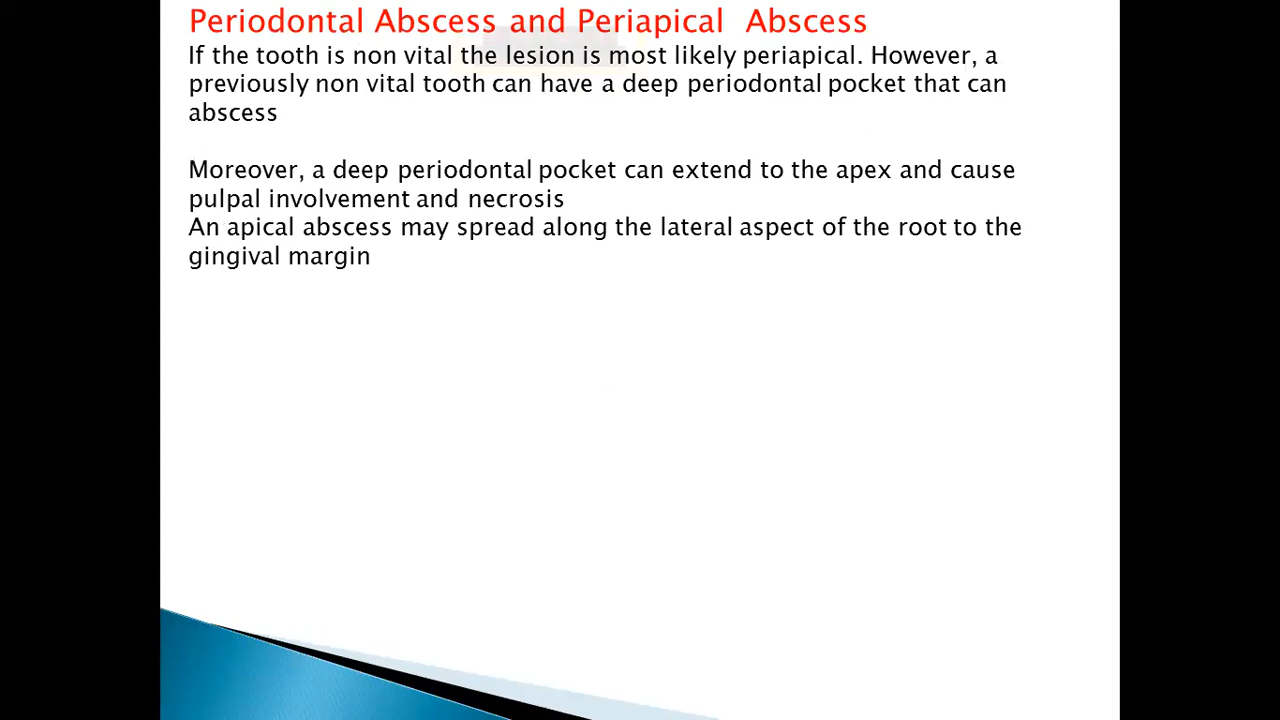 Periodontal Abscess and Periapical Abscess
If the tooth is non vital the lesion is most likely periapical. However, a
previously non vital tooth can have a deep periodontal pocket that can
abscess
Moreover, a deep periodontal pocket can extend to the apex and cause
pulpal involvement and necrosis
An apical abscess may spread along the lateral aspect of the root to the
gingival margin